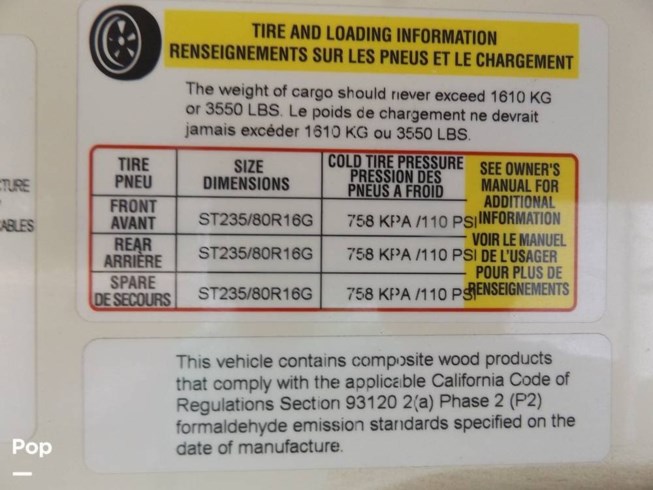 TIRE AND LOADING INFORMATION
RENSEIGNEMENTS SUR LES PNEUS ET LE CHARGEMENT
The weight of cargo should never exceed 1610 KG
or 3550 LBS. Le poids de chargement ne devrait
jamais excéder 1610 KG ou 3550 LBS.
TIRE
PNEU
SIZE
DIMENSIONS
COLD TIRE PRESSURE
PRESSION DES
PNEUS A FROID
SEE OWNER'S
MANUAL FOR
ADDITIONAL
INFORMATION
VOIR LE MANUEL
DE L'USAGER
POUR PLUS DE
RENSEIGNEMENTS
FRONT
AVANT
ST235/80R16G
758 KPA /110 PSI
REAR
ARRIÈRE
ST235/80R16G
758 KPA /110 PSI
SPARE
DE SECOURS
ST235/80R16G
758 KPA /110 PSI
CTURE
ABLES
This vehicle contains composite wood products
that comply with the applicable California Code of
Regulations Section 93120 2(a) Phase 2 (P2)
formaldehyde emission standards specified on the
date of manufacture.
Pop